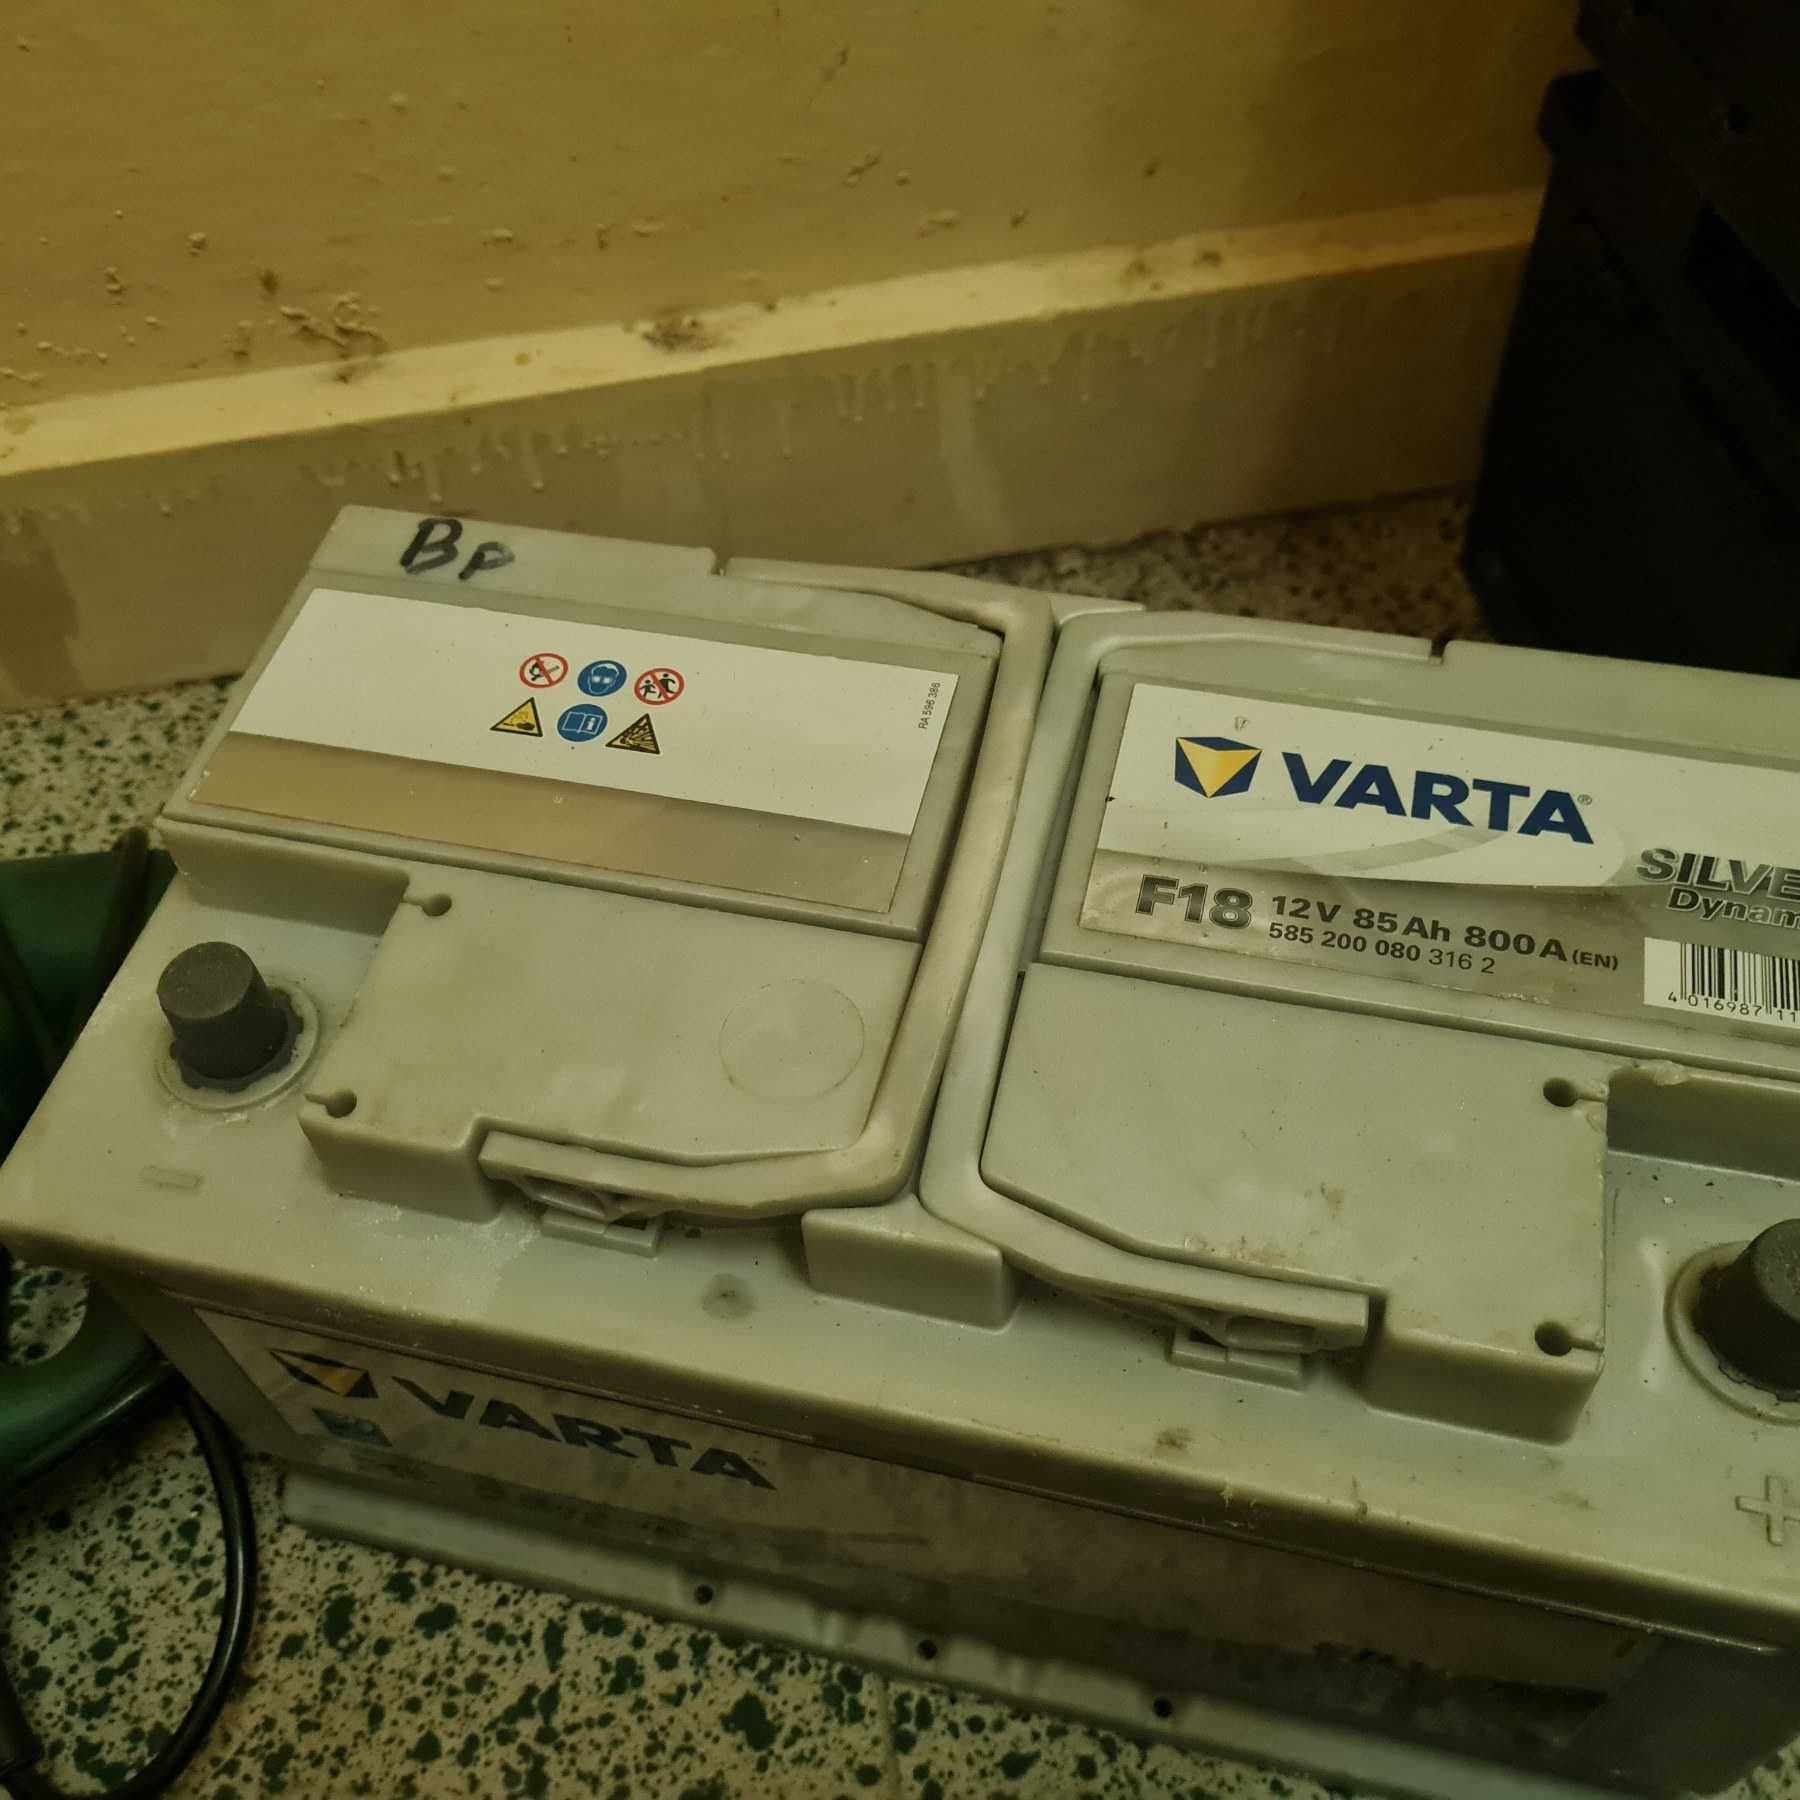 Bp
RA 596 386
VARTA®
SILVE
Dynam
F18 12V 85Ah 800A (EN)
585 200 080 316 2
4 016987 11
VARTA